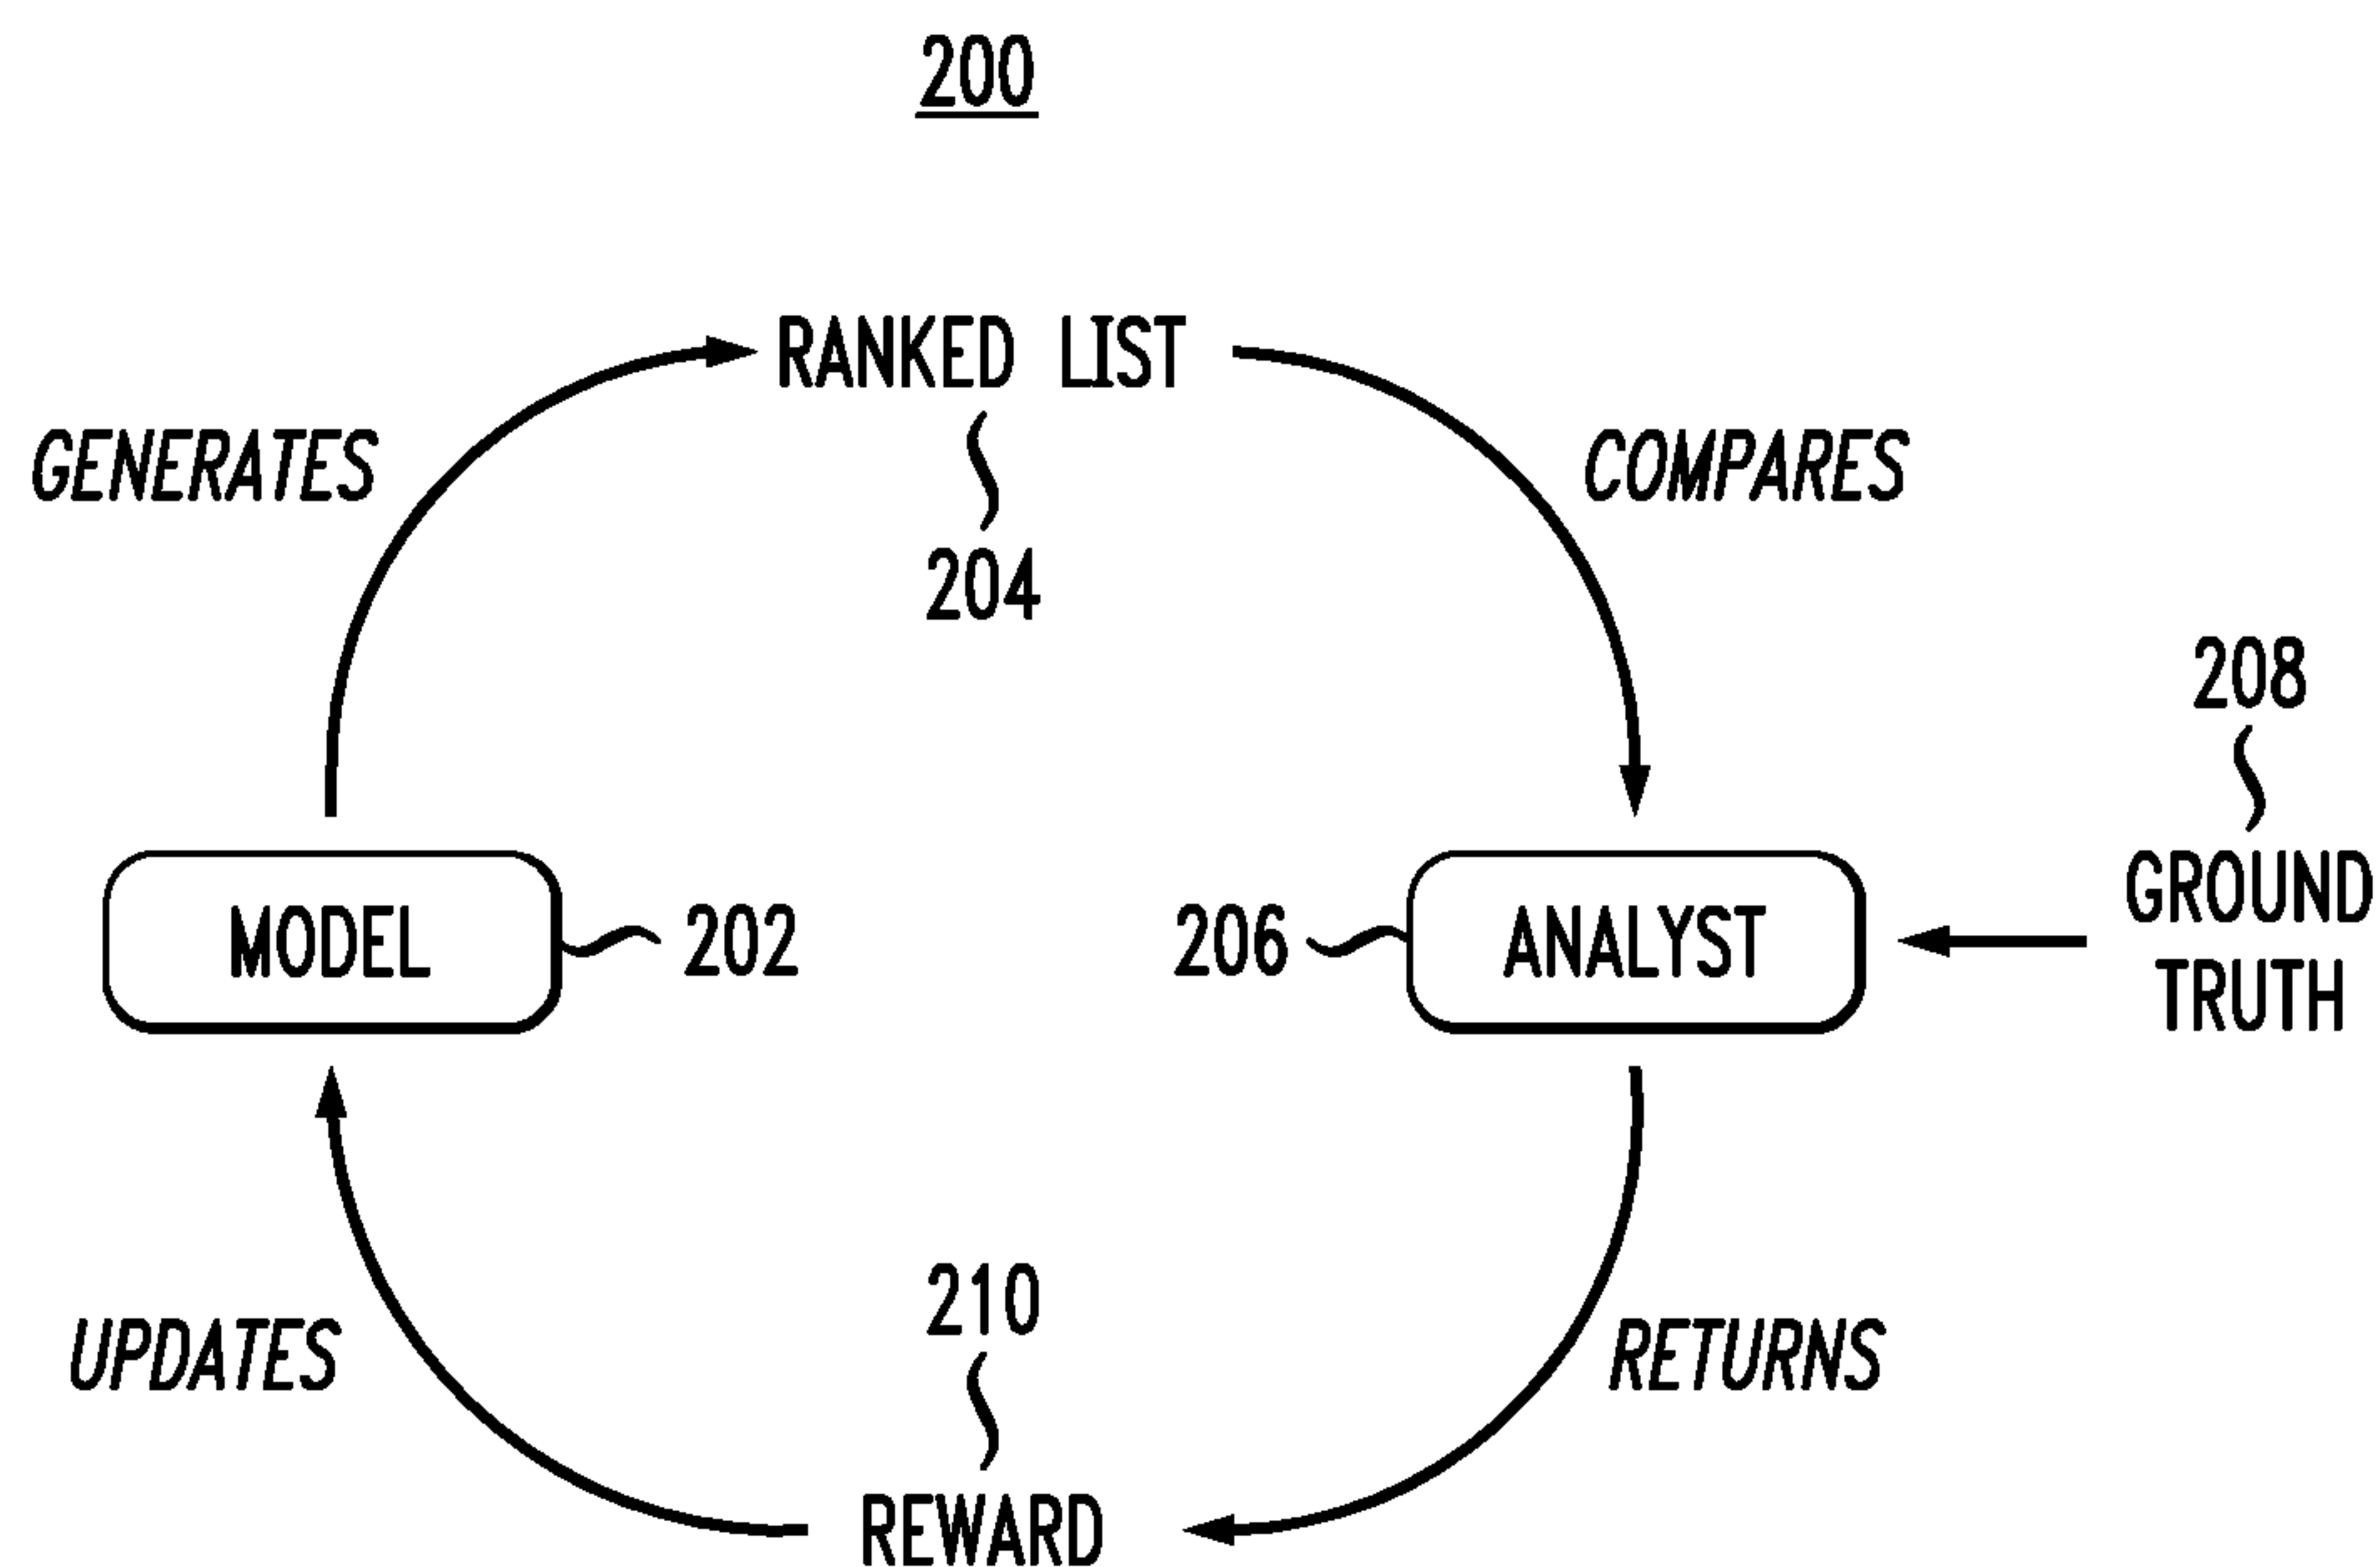 200
RANKED LIST
GENERATES
COMPARES
204
208
MODEL
202
206
ANALYST
GROUND
TRUTH
210
UPDATES
RETURNS
REWARD